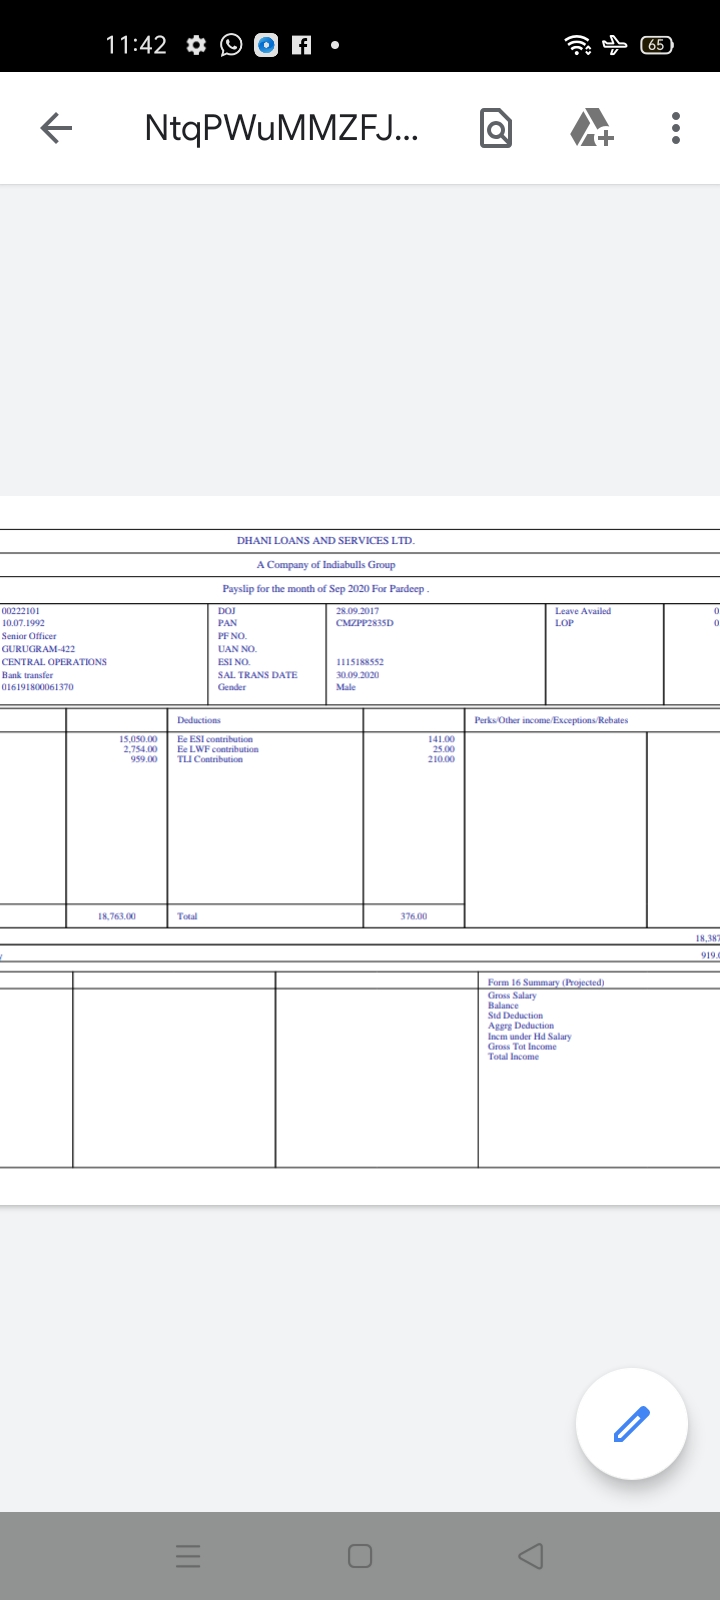 11:42
65
NtqPWuMMZFJ...
DHANI LOANS AND SERVICES LTD.
A Company of Indiabulls Group
Payslip for the month of Sep 2020 For Pardeep .
00222101 DOJ 28.09.2017 Leave Availed 0
10.07.1992 PAN CMZPP2835D LOP 0
Senior Officer PF NO.
GURUGRAM-422 UAN NO.
CENTRAL OPERATIONS ESI NO. 1115188552
Bank transfer SAL TRANS DATE 30.09.2020
016191800061370 Gender Male
Deductions Perks/Other income/Exceptions/Rebates
15,050.00 Ee ESI contribution 141.00
2,754.00 Ee LWF contribution 25.00
959.00 TLI Contribution 210.00
18,763.00 Total 376.00
18,387
y 919.0
Form 16 Summary (Projected)
Gross Salary
Balance
Std Deduction
Aggrg Deduction
Incm under Hd Salary
Gross Tot Income
Total Income